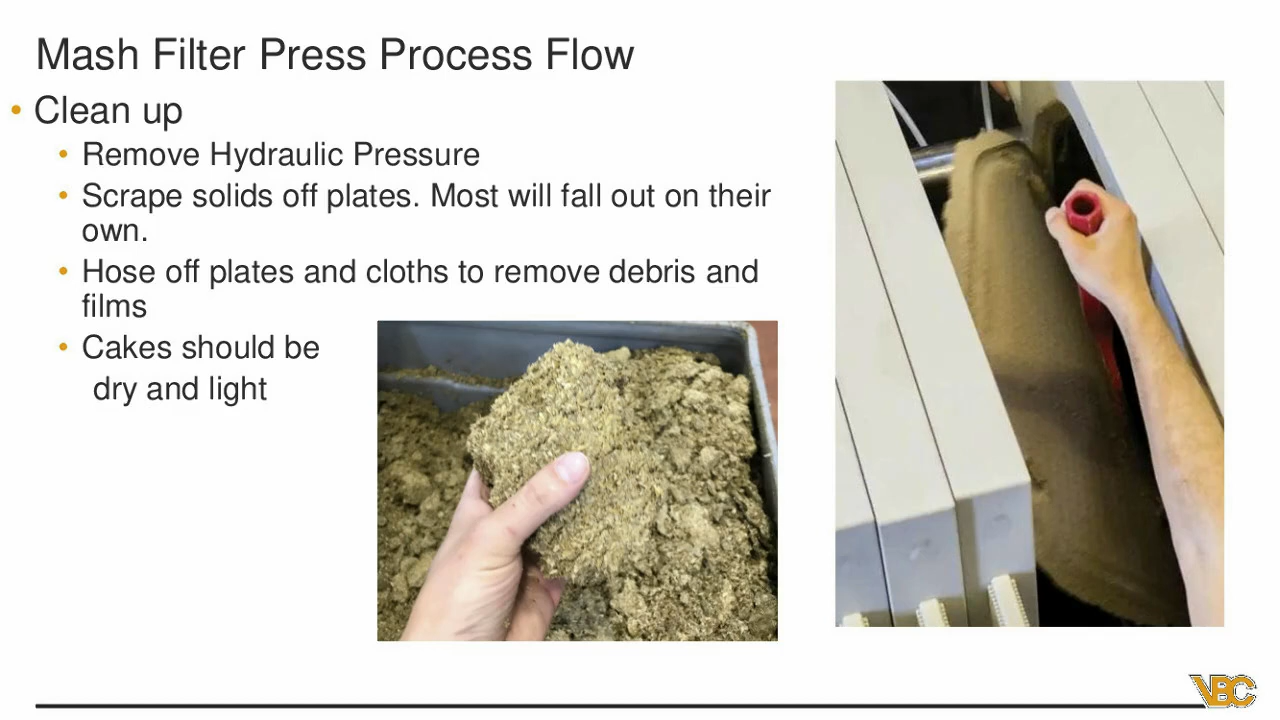 Mash Filter Press Process Flow
• Clean up
• Remove Hydraulic Pressure
• Scrape solids off plates. Most will fall out on their
own.
• Hose off plates and cloths to remove debris and
films
• Cakes should be
dry and light
VBC